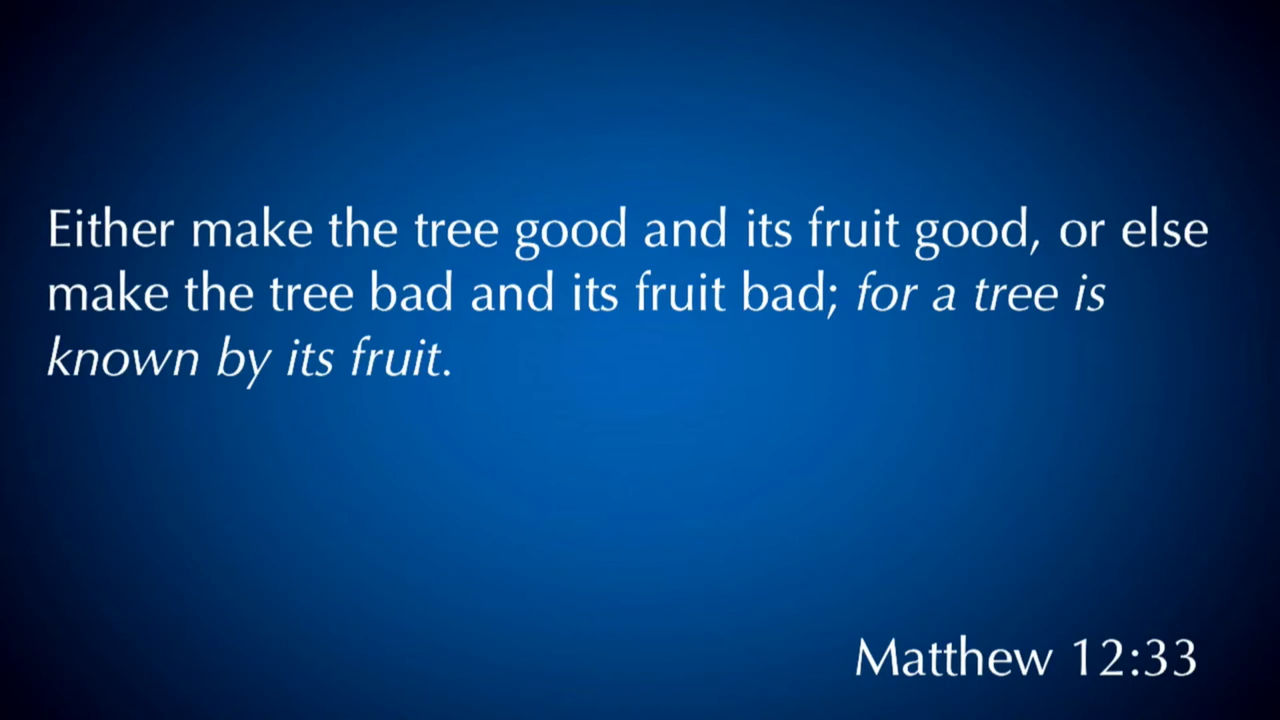 Either make the tree good and its fruit good, or else
make the tree bad and its fruit bad; for a tree is
known by its fruit.
Matthew 12:33